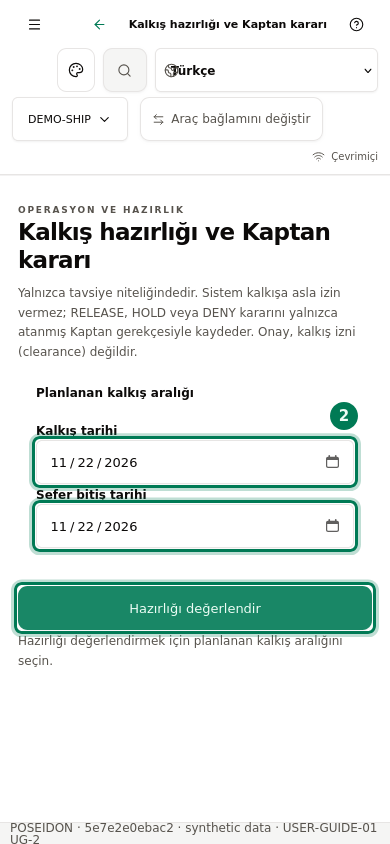 Kalkış hazırlığı ve Kaptan kararı
Türkçe
DEMO-SHIP
Araç bağlamını değiştir
Çevrimiçi
OPERASYON VE HAZIRLIK
Kalkış hazırlığı ve Kaptan
kararı
Yalnızca tavsiye niteliğindedir. Sistem kalkışa asla izin
vermez; RELEASE, HOLD veya DENY kararını yalnızca
atanmış Kaptan gerekçesiyle kaydeder. Onay, kalkış izni
(clearance) değildir.
Planlanan kalkış aralığı
2
Kalkış tarihi
11/22/2026
Sefer bitiş tarihi
11/22/2026
Hazırlığı değerlendir
Hazırlığı değerlendirmek için planlanan kalkış aralığını
seçin.
POSEIDON · 5e7e2e0ebac2 · synthetic data · USER-GUIDE-01
UG-2